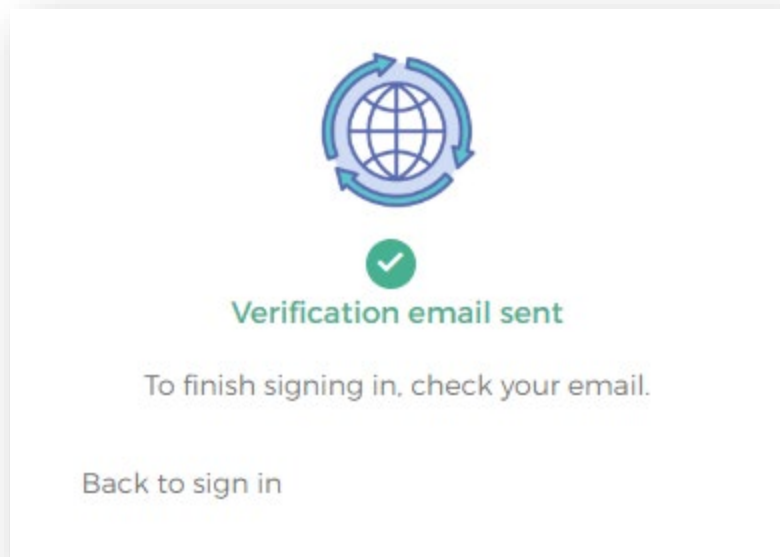 Verification email sent
To finish signing in, check your email.
Back to sign in